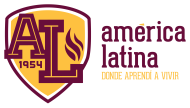 AL
1954
américa
latina
DONDE APRENDÍ A VIVIR